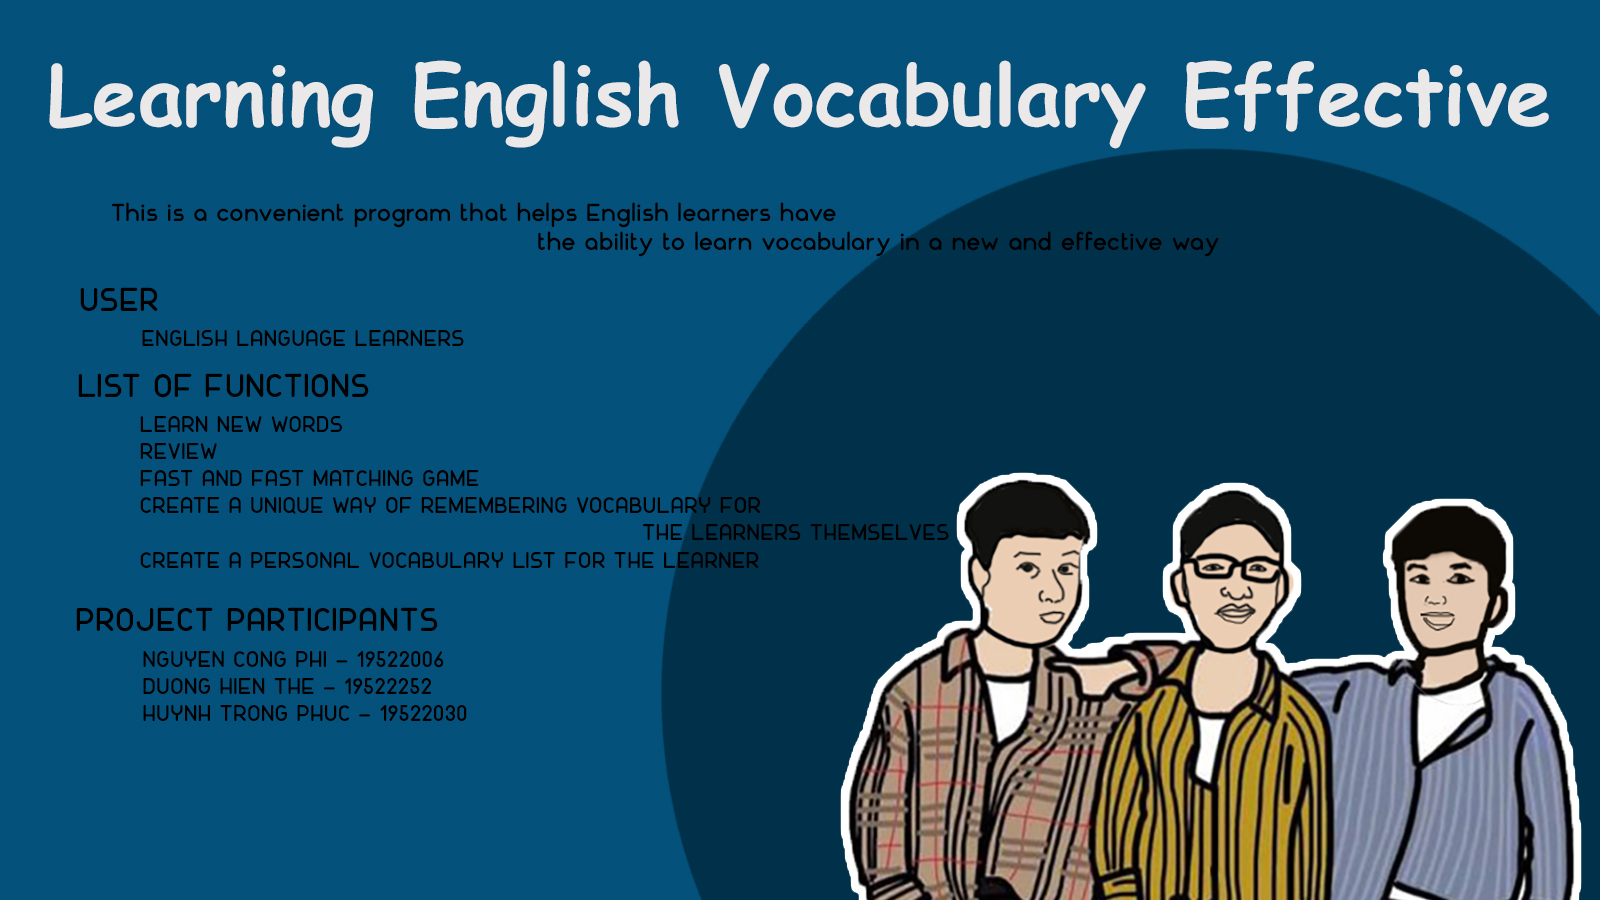 Learning English Vocabulary Effective
This is a convenient program that helps English learners have
the ability to learn vocabulary in a new and effective way
USER
ENGLISH LANGUAGE LEARNERS
LIST OF FUNCTIONS
LEARN NEW WORDS
REVIEW
FAST AND FAST MATCHING GAME
CREATE A UNIQUE WAY OF REMEMBERING VOCABULARY FOR
THE LEARNERS THEMSELVES
CREATE A PERSONAL VOCABULARY LIST FOR THE LEARNER
PROJECT PARTICIPANTS
NGUYEN CONG PHI – 19522006
DUONG HIEN THE – 19522252
HUYNH TRONG PHUC – 19522030